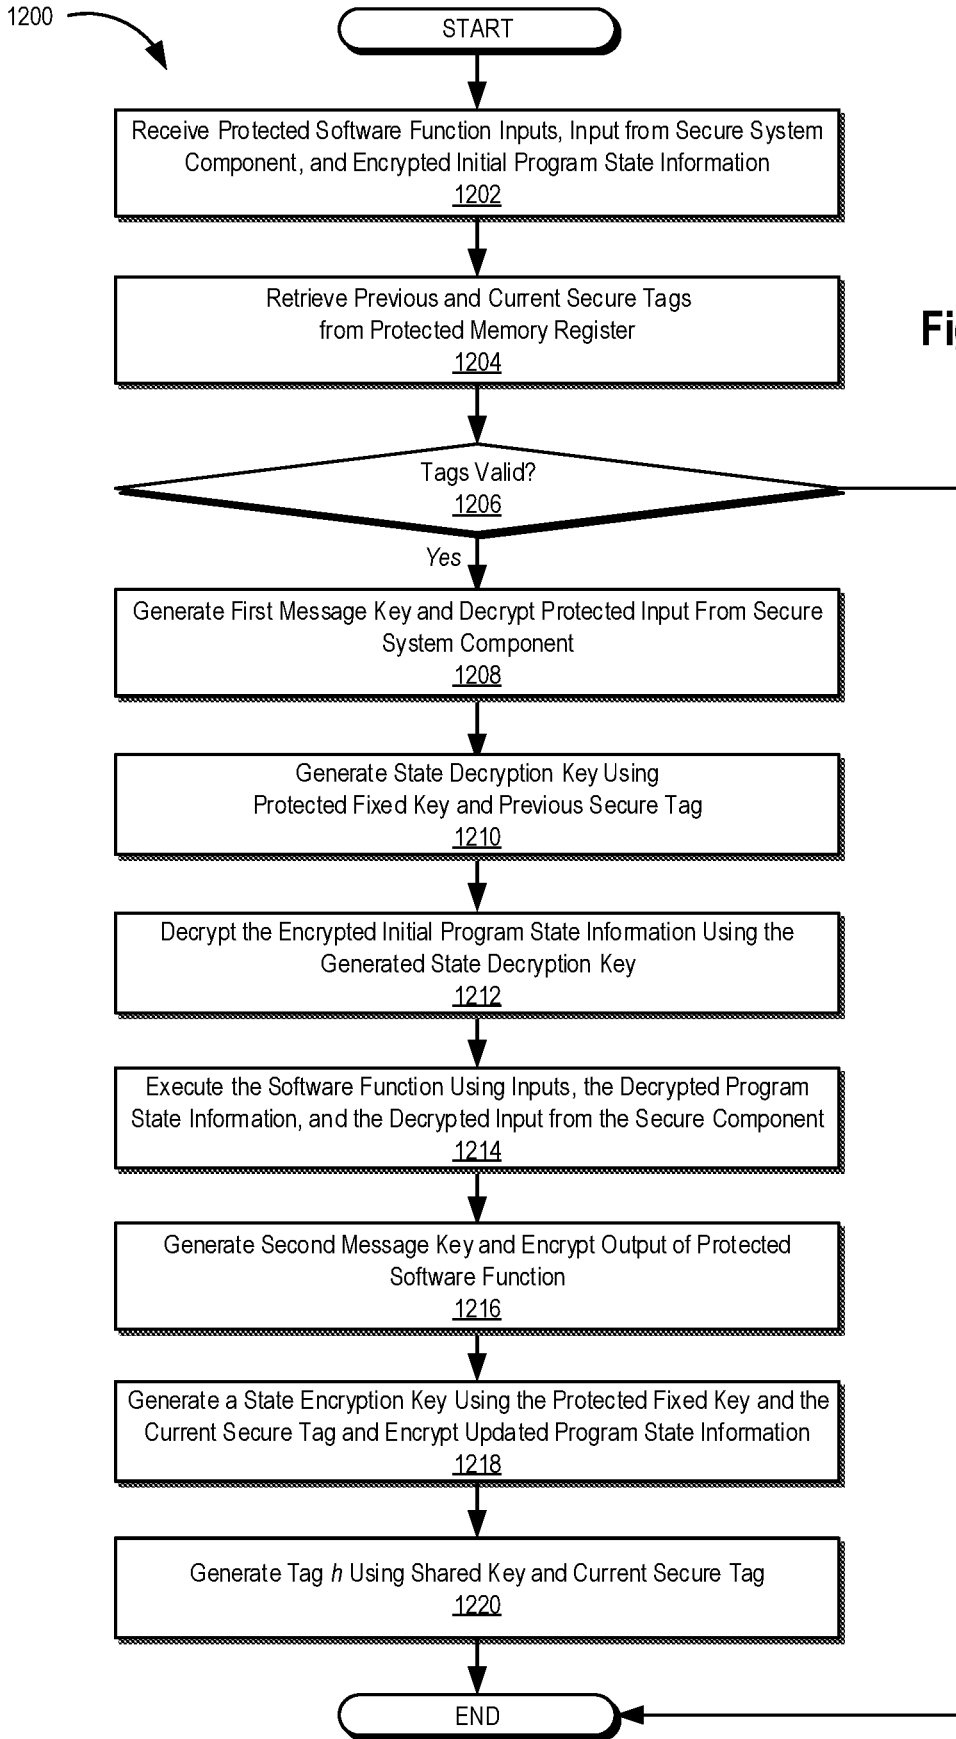 1200
START
Receive Protected Software Function Inputs, Input from Secure System
Component, and Encrypted Initial Program State Information
1202
Retrieve Previous and Current Secure Tags
from Protected Memory Register
1204
Fi
Tags Valid?
1206
Yes
Generate First Message Key and Decrypt Protected Input From Secure
System Component
1208
Generate State Decryption Key Using
Protected Fixed Key and Previous Secure Tag
1210
Decrypt the Encrypted Initial Program State Information Using the
Generated State Decryption Key
1212
Execute the Software Function Using Inputs, the Decrypted Program
State Information, and the Decrypted Input from the Secure Component
1214
Generate Second Message Key and Encrypt Output of Protected
Software Function
1216
Generate a State Encryption Key Using the Protected Fixed Key and the
Current Secure Tag and Encrypt Updated Program State Information
1218
Generate Tag h Using Shared Key and Current Secure Tag
1220
END